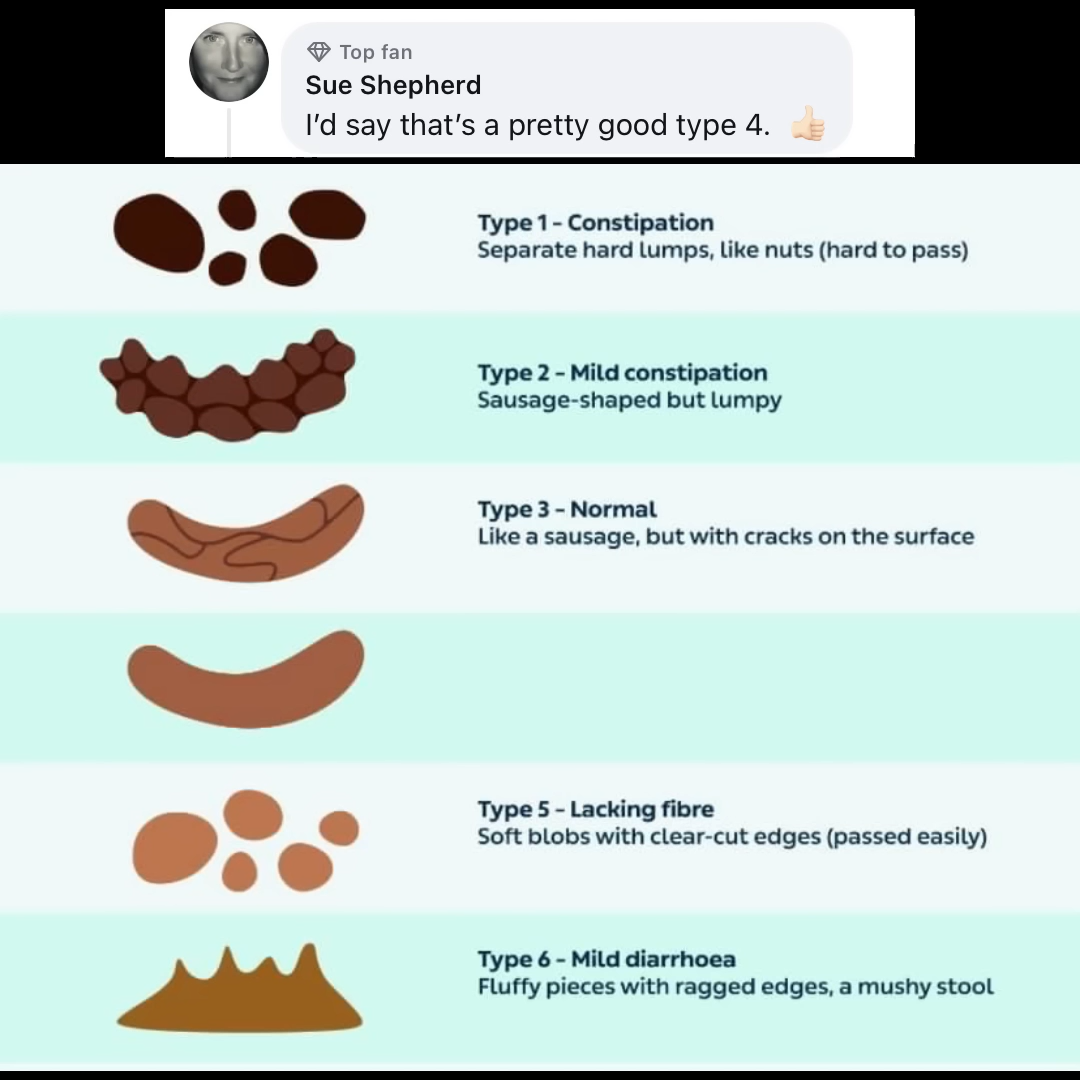 Top fan
Sue Shepherd
I’d say that’s a pretty good type 4. 👍🏻
Type 1 – Constipation
Separate hard lumps, like nuts (hard to pass)
Type 2 – Mild constipation
Sausage-shaped but lumpy
Type 3 – Normal
Like a sausage, but with cracks on the surface
Type 5 – Lacking fibre
Soft blobs with clear-cut edges (passed easily)
Type 6 – Mild diarrhoea
Fluffy pieces with ragged edges, a mushy stool